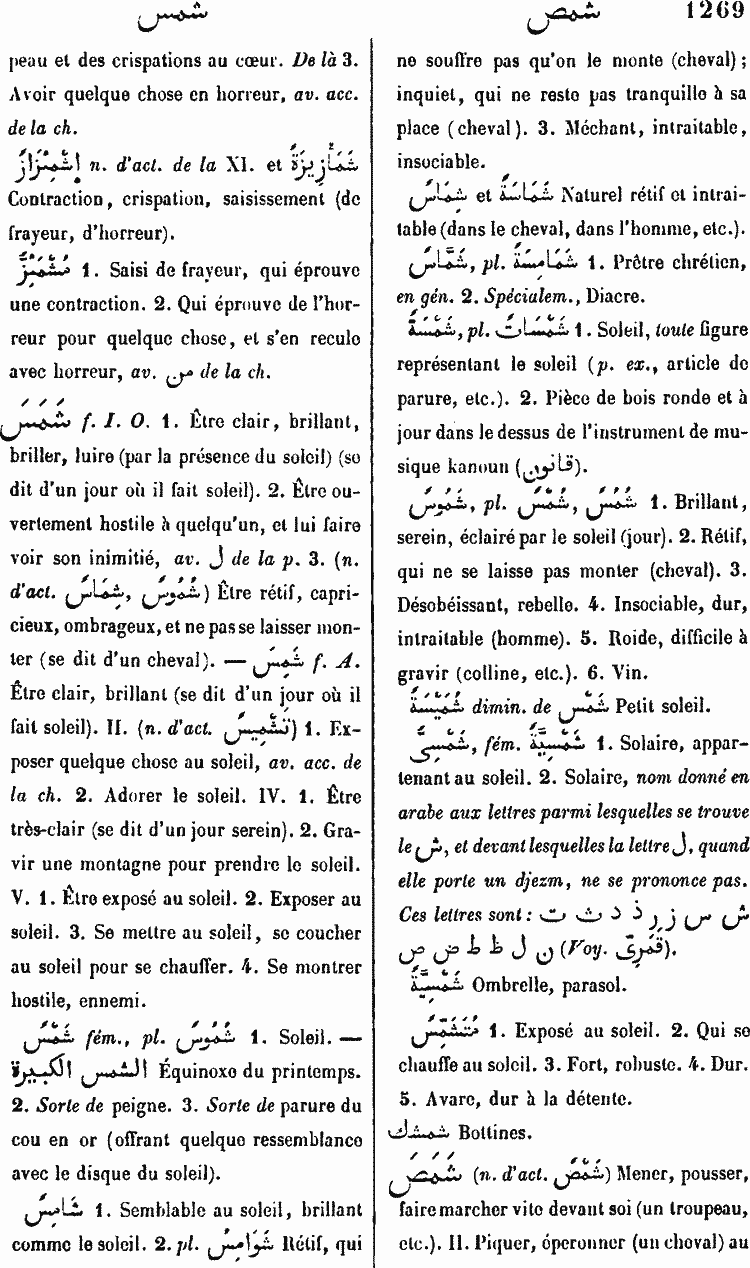 شمس
شمص 1269
peau et des crispations au cœur. De là 3.
Avoir quelque chose en horreur, av. acc.
de la ch.
إِشْمِئْزَازٌ n. d'act. de la XI. et شُمَأْزِيزَةٌ
Contraction, crispation, saisissement (de
frayeur, d'horreur).
مُشْمَئِزٌّ 1. Saisi de frayeur, qui éprouve
une contraction. 2. Qui éprouve de l'hor-
reur pour quelque chose, et s'en recule
avec horreur, av. من de la ch.
شَمَسَ f. I. O. 1. Être clair, brillant,
briller, luire (par la présence du soleil) (se
dit d'un jour où il fait soleil). 2. Être ou-
vertement hostile à quelqu'un, et lui faire
voir son inimitié, av. ل de la p. 3. (n.
d'act. شُمُوسٌ, شِمَاسٌ) Être rétif, capri-
cieux, ombrageux, et ne pas se laisser mon-
ter (se dit d'un cheval). — شَمِسَ f. A.
Être clair, brillant (se dit d'un jour où il
fait soleil). II. (n. d'act. تَشْمِيسٌ) 1. Ex-
poser quelque chose au soleil, av. acc. de
la ch. 2. Adorer le soleil. IV. 1. Être
très-clair (se dit d'un jour serein). 2. Gra-
vir une montagne pour prendre le soleil.
V. 1. Être exposé au soleil. 2. Exposer au
soleil. 3. Se mettre au soleil, se coucher
au soleil pour se chauffer. 4. Se montrer
hostile, ennemi.
شَمْسٌ fém., pl. شُمُوسٌ 1. Soleil. —
الشمس الكبيرة Équinoxe du printemps.
2. Sorte de peigne. 3. Sorte de parure du
cou en or (offrant quelque ressemblance
avec le disque du soleil).
شَامِسٌ 1. Semblable au soleil, brillant
comme le soleil. 2. pl. شَوَامِسُ Rétif, qui
ne souffre pas qu'on le monte (cheval);
inquiet, qui ne reste pas tranquille à sa
place (cheval). 3. Méchant, intraitable,
insociable.
شِمَاسٌ et شَمَاسَةٌ Naturel rétif et intrai-
table (dans le cheval, dans l'homme, etc.).
شَمَّاسٌ, pl. شَمَامِسَةٌ 1. Prêtre chrétien,
en gén. 2. Spécialem., Diacre.
شَمْسَةٌ, pl. شَمْسَاتٌ 1. Soleil, toute figure
représentant le soleil (p. ex., article de
parure, etc.). 2. Pièce de bois ronde et à
jour dans le dessus de l'instrument de mu-
sique kanoun (قانون).
شَمُوسٌ, pl. شُمْسٌ, شُمُسٌ 1. Brillant,
serein, éclairé par le soleil (jour). 2. Rétif,
qui ne se laisse pas monter (cheval). 3.
Désobéissant, rebelle. 4. Insociable, dur,
intraitable (homme). 5. Roide, difficile à
gravir (colline, etc.). 6. Vin.
شُمَيْسَةٌ dimin. de شَمْس Petit soleil.
شَمْسِىٌّ, fém. شَمْسِيَّةٌ 1. Solaire, appar-
tenant au soleil. 2. Solaire, nom donné en
arabe aux lettres parmi lesquelles se trouve
le ش, et devant lesquelles la lettre ل, quand
elle porte un djezm, ne se prononce pas.
Ces lettres sont: ت ث د ذ ر ز س ش
ص ض ط ظ ل ن (Voy. قَمَرِىّ).
شَمْسِيَّةٌ Ombrelle, parasol.
مُتَشَمِّسٌ 1. Exposé au soleil. 2. Qui se
chauffe au soleil. 3. Fort, robuste. 4. Dur.
5. Avare, dur à la détente.
شمشك Bottines.
شَمَصَ (n. d'act. شَمْصٌ) Mener, pousser,
faire marcher vite devant soi (un troupeau,
etc.). II. Piquer, éperonner (un cheval) au